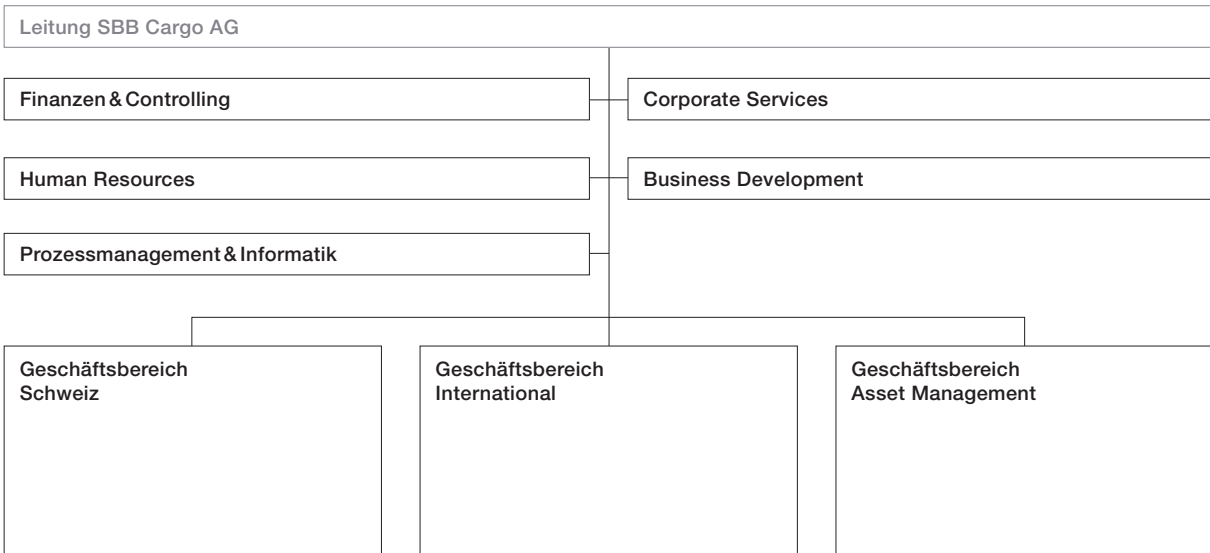 Leitung SBB Cargo AG
Finanzen & Controlling
Corporate Services
Human Resources
Business Development
Prozessmanagement & Informatik
Geschäftsbereich
Schweiz
Geschäftsbereich
International
Geschäftsbereich
Asset Management